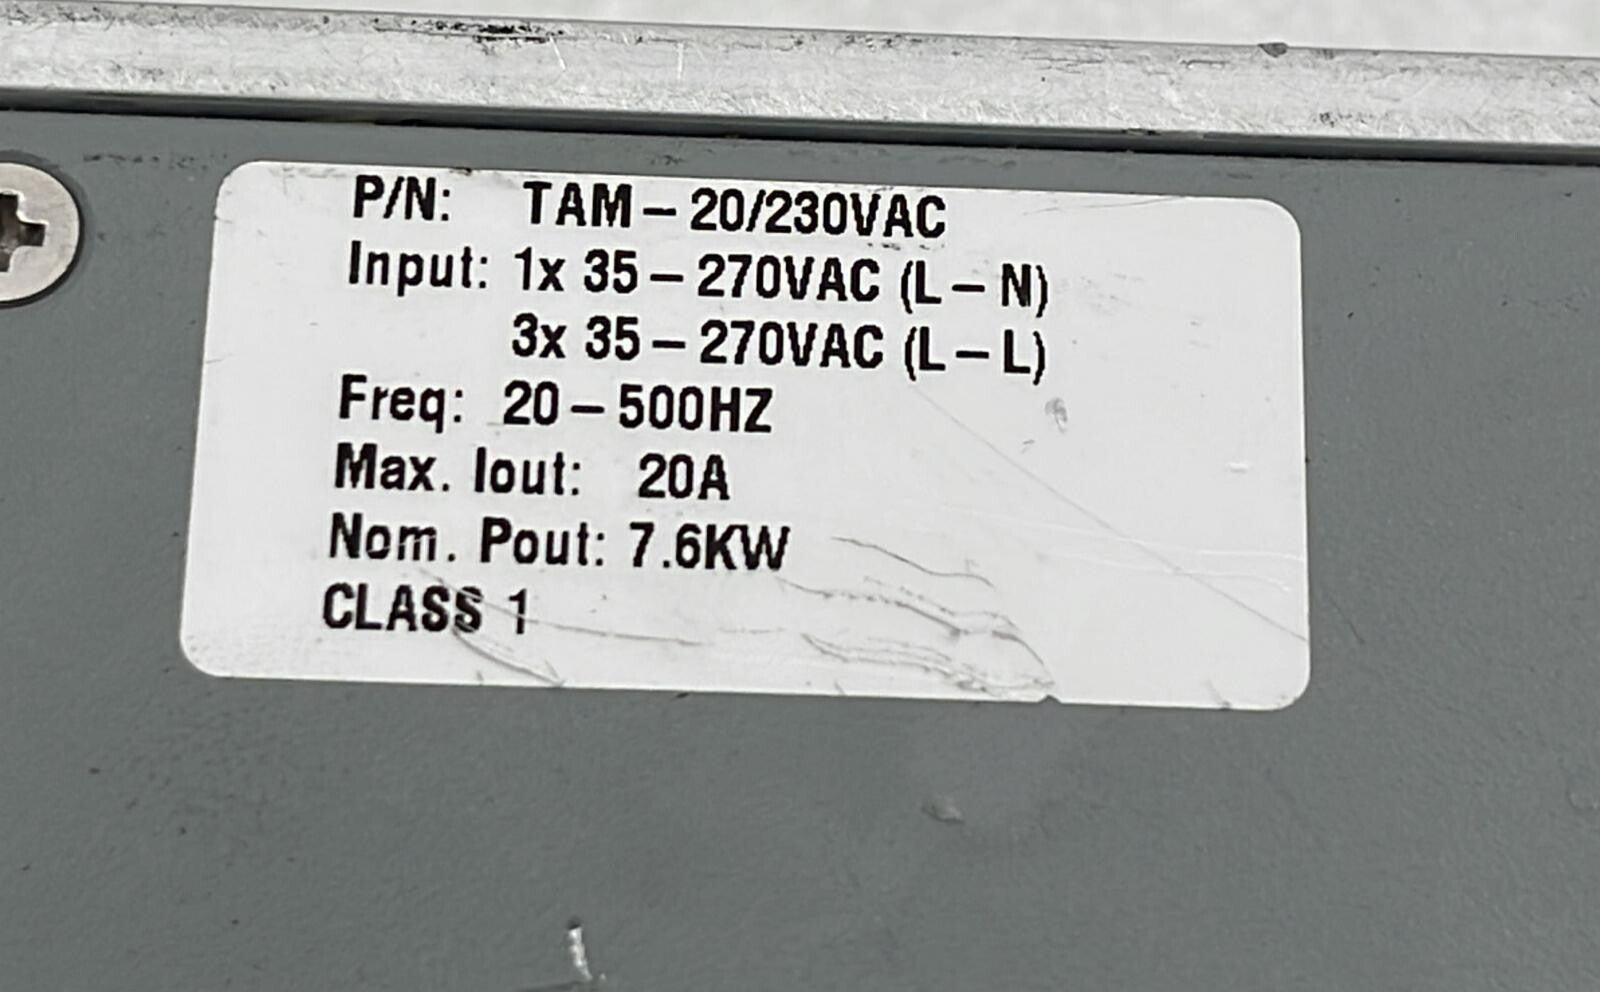 P/N: TAM – 20/230VAC
Input: 1x 35 – 270VAC (L – N)
3x 35 – 270VAC (L – L)
Freq: 20 – 500HZ
Max. Iout: 20A
Nom. Pout: 7.6KW
CLASS 1